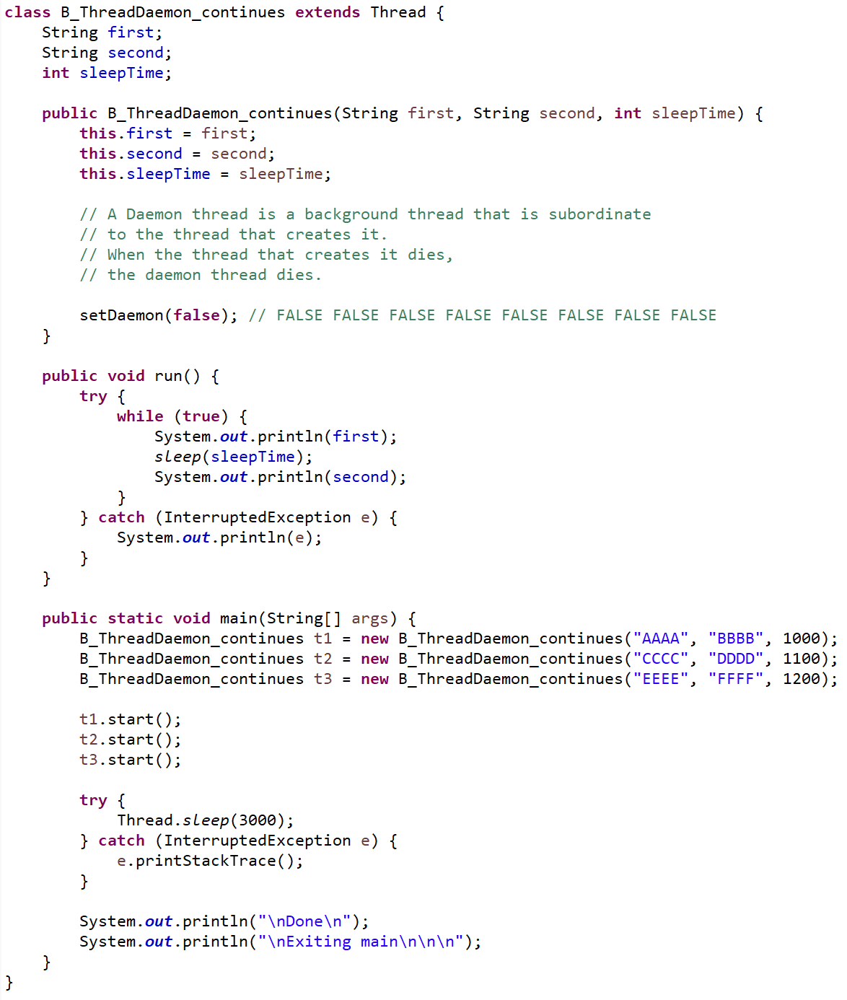 class B_ThreadDaemon_continues extends Thread {
    String first;
    String second;
    int sleepTime;

    public B_ThreadDaemon_continues(String first, String second, int sleepTime) {
        this.first = first;
        this.second = second;
        this.sleepTime = sleepTime;

        // A Daemon thread is a background thread that is subordinate
        // to the thread that creates it.
        // When the thread that creates it dies,
        // the daemon thread dies.

        setDaemon(false); // FALSE FALSE FALSE FALSE FALSE FALSE FALSE FALSE
    }

    public void run() {
        try {
            while (true) {
                System.out.println(first);
                sleep(sleepTime);
                System.out.println(second);
            }
        } catch (InterruptedException e) {
            System.out.println(e);
        }
    }

    public static void main(String[] args) {
        B_ThreadDaemon_continues t1 = new B_ThreadDaemon_continues("AAAA", "BBBB", 1000);
        B_ThreadDaemon_continues t2 = new B_ThreadDaemon_continues("CCCC", "DDDD", 1100);
        B_ThreadDaemon_continues t3 = new B_ThreadDaemon_continues("EEEE", "FFFF", 1200);

        t1.start();
        t2.start();
        t3.start();

        try {
            Thread.sleep(3000);
        } catch (InterruptedException e) {
            e.printStackTrace();
        }

        System.out.println("\nDone\n");
        System.out.println("\nExiting main\n\n\n");
    }
}